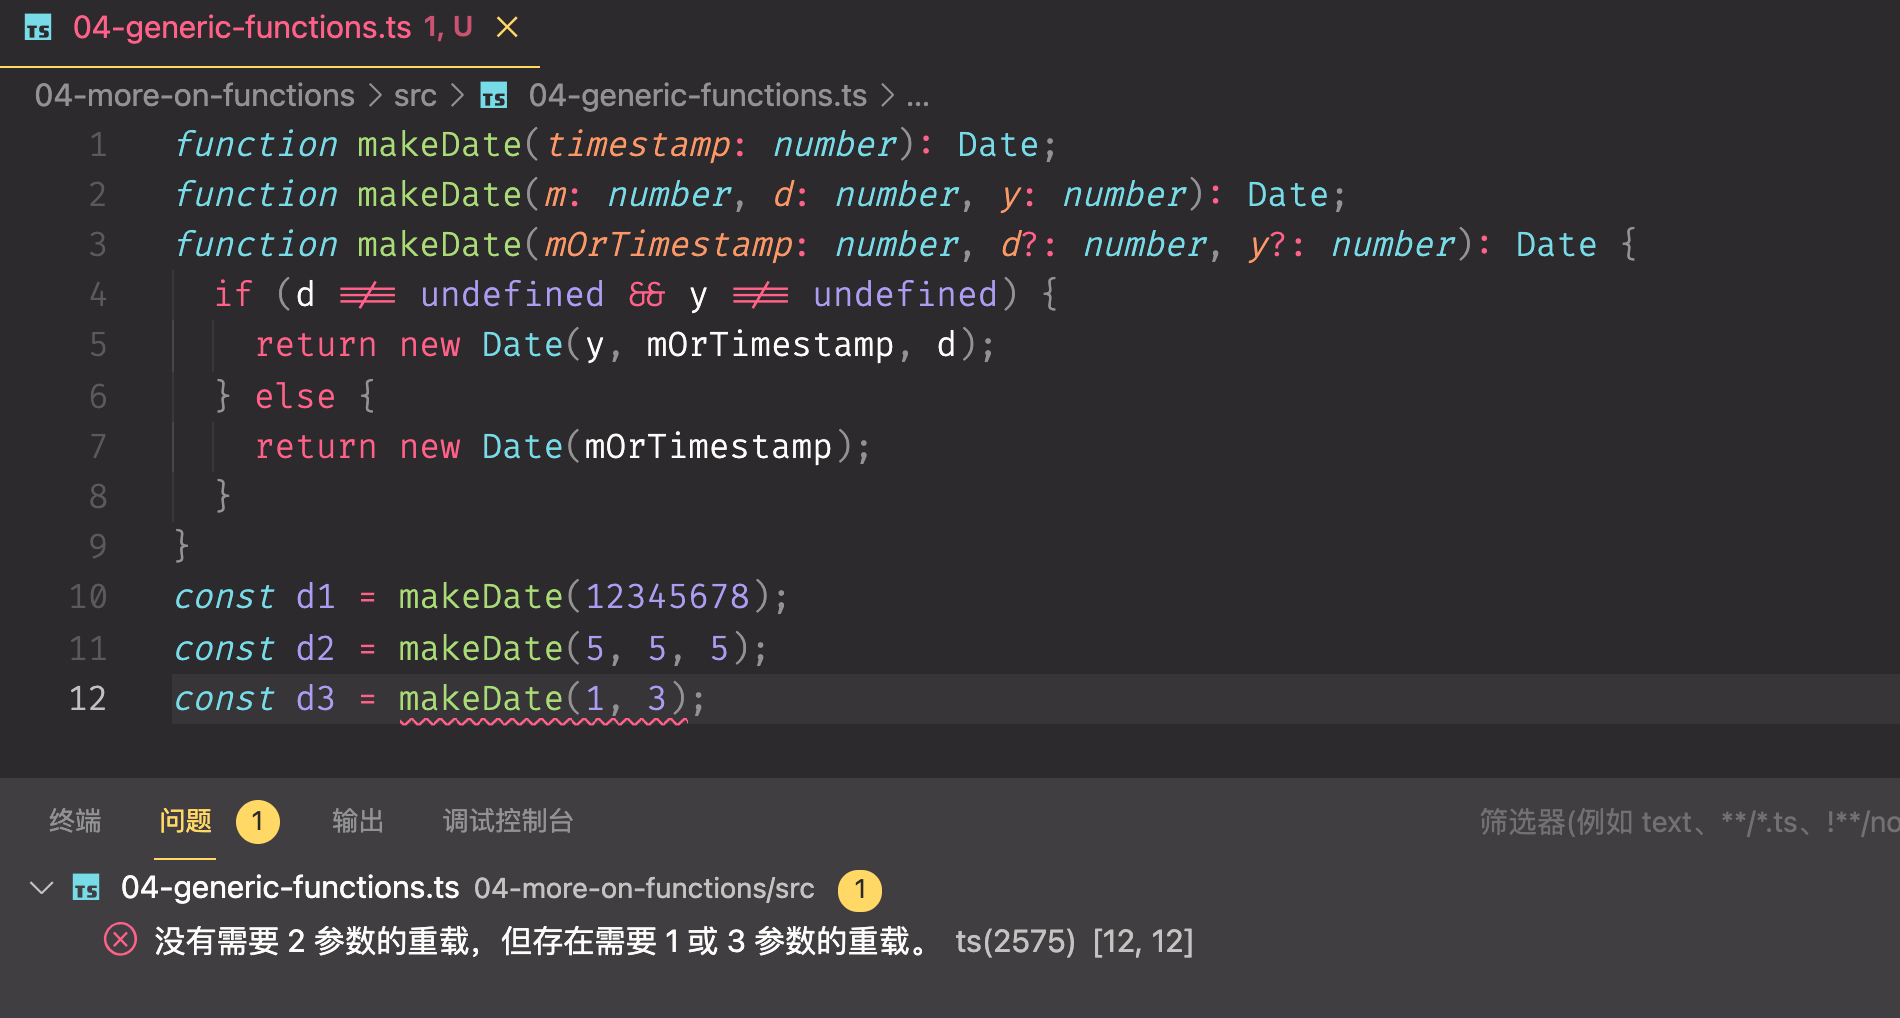 TS 04-generic-functions.ts 1, U
04-more-on-functions > src > TS 04-generic-functions.ts > ...
1 function makeDate(timestamp: number): Date;
2 function makeDate(m: number, d: number, y: number): Date;
3 function makeDate(mOrTimestamp: number, d?: number, y?: number): Date {
4 if (d !== undefined && y !== undefined) {
5 return new Date(y, mOrTimestamp, d);
6 } else {
7 return new Date(mOrTimestamp);
8 }
9 }
10 const d1 = makeDate(12345678);
11 const d2 = makeDate(5, 5, 5);
12 const d3 = makeDate(1, 3);
终端 问题 1 输出 调试控制台 筛选器(例如 text、**/*.ts、!**/no
TS 04-generic-functions.ts 04-more-on-functions/src 1
没有需要 2 参数的重载，但存在需要 1 或 3 参数的重载。 ts(2575) [12, 12]